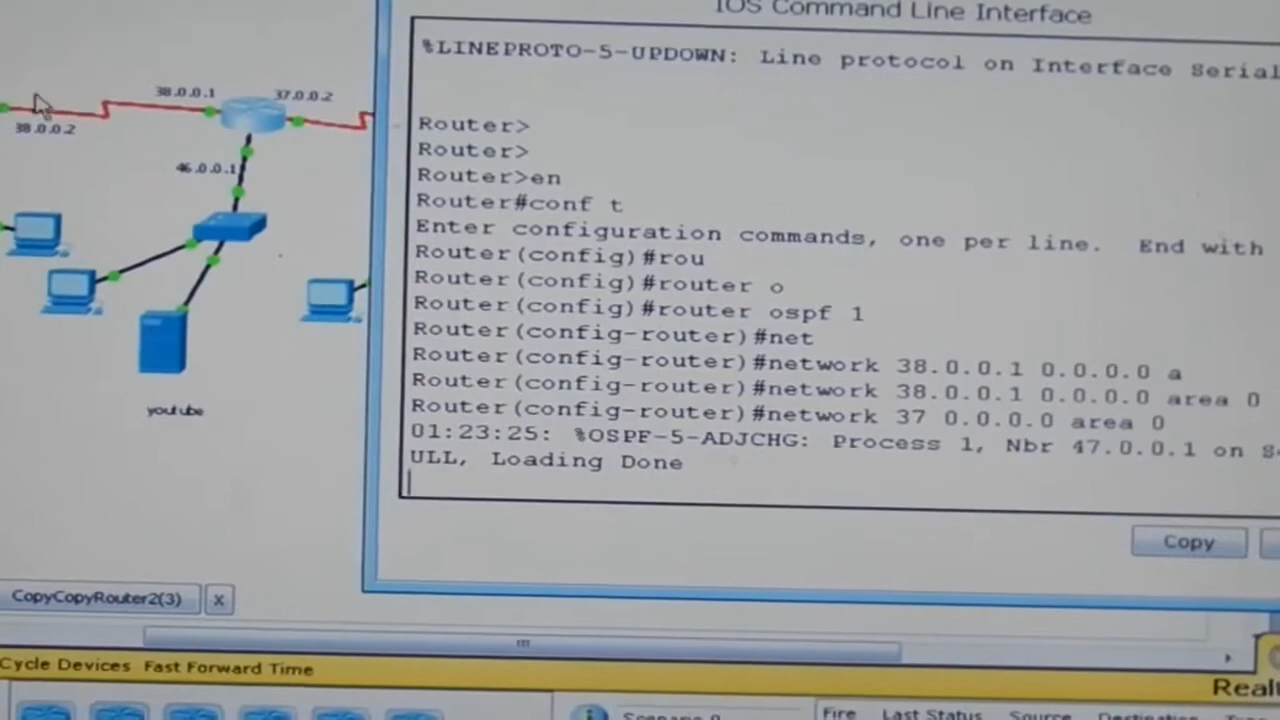 IOS Command Line Interface
%LINEPROTO-5-UPDOWN: Line protocol on Interface Serial
Router>
Router>
Router>en
Router#conf t
Enter configuration commands, one per line. End with
Router(config)#rou
Router(config)#router o
Router(config)#router ospf 1
Router(config-router)#net
Router(config-router)#network 38.0.0.1 0.0.0.0 a
Router(config-router)#network 38.0.0.1 0.0.0.0 area 0
Router(config-router)#network 37 0.0.0.0 area 0
01:23:25: %OSPF-5-ADJCHG: Process 1, Nbr 47.0.0.1 on S
ULL, Loading Done
38.0.0.1
37.0.0.2
38.0.0.2
46.0.0.1
youtube
Copy
CopyCopyRouter2(3) x
Cycle Devices Fast Forward Time
Realt
Scenario 0
Fire Last Status Source Destination